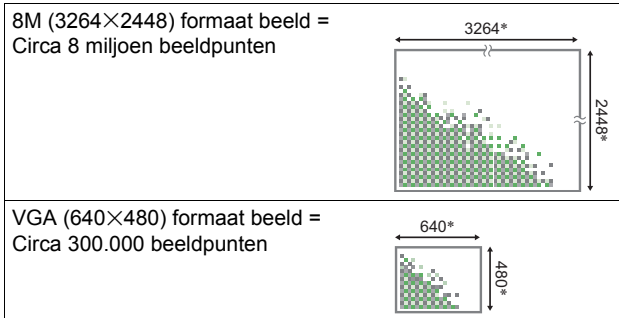 8M (3264×2448) formaat beeld =
Circa 8 miljoen beeldpunten
3264*
2448*
VGA (640×480) formaat beeld =
Circa 300.000 beeldpunten
640*
480*